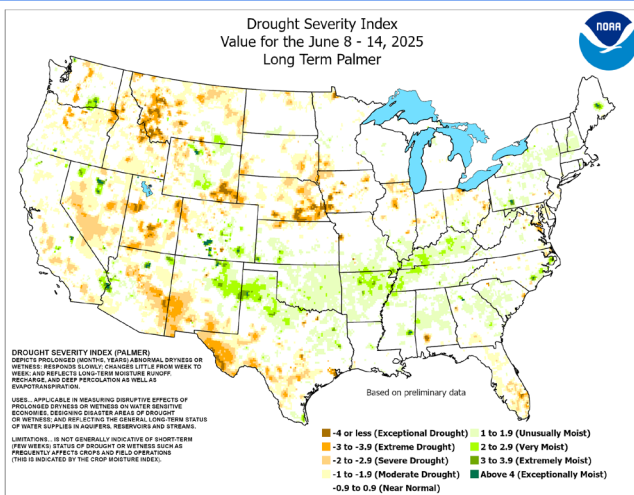 Drought Severity Index
Value for the June 8 - 14, 2025
Long Term Palmer
NOAA
DROUGHT SEVERITY INDEX (PALMER)
DEPICTS PROLONGED (MONTHS, YEARS) ABNORMAL DRYNESS OR
WETNESS; RESPONDS SLOWLY; CHANGES LITTLE FROM WEEK TO
WEEK; AND REFLECTS LONG-TERM MOISTURE RUNOFF,
RECHARGE, AND DEEP PERCOLATION AS WELL AS
EVAPOTRANSPIRATION.
USES... APPLICABLE IN MEASURING DISRUPTIVE EFFECTS OF
PROLONGED DRYNESS OR WETNESS ON WATER SENSITIVE
ECONOMIES, DESIGNING DISASTER AREAS OF DROUGHT
OR WETNESS; AND REFLECTING THE GENERAL, LONG-TERM STATUS
OF WATER SUPPLIES IN AQUIFERS, RESERVOIRS AND STREAMS.
LIMITATIONS... IS NOT GENERALLY INDICATIVE OF SHORT-TERM
(FEW WEEKS) STATUS OF DROUGHT OR WETNESS SUCH AS
FREQUENTLY AFFECTS CROPS AND FIELD OPERATIONS
(THIS IS INDICATED BY THE CROP MOISTURE INDEX).
Based on preliminary data
-4 or less (Exceptional Drought)
-3 to -3.9 (Extreme Drought)
-2 to -2.9 (Severe Drought)
-1 to -1.9 (Moderate Drought)
-0.9 to 0.9 (Near Normal)
1 to 1.9 (Unusually Moist)
2 to 2.9 (Very Moist)
3 to 3.9 (Extremely Moist)
Above 4 (Exceptionally Moist)